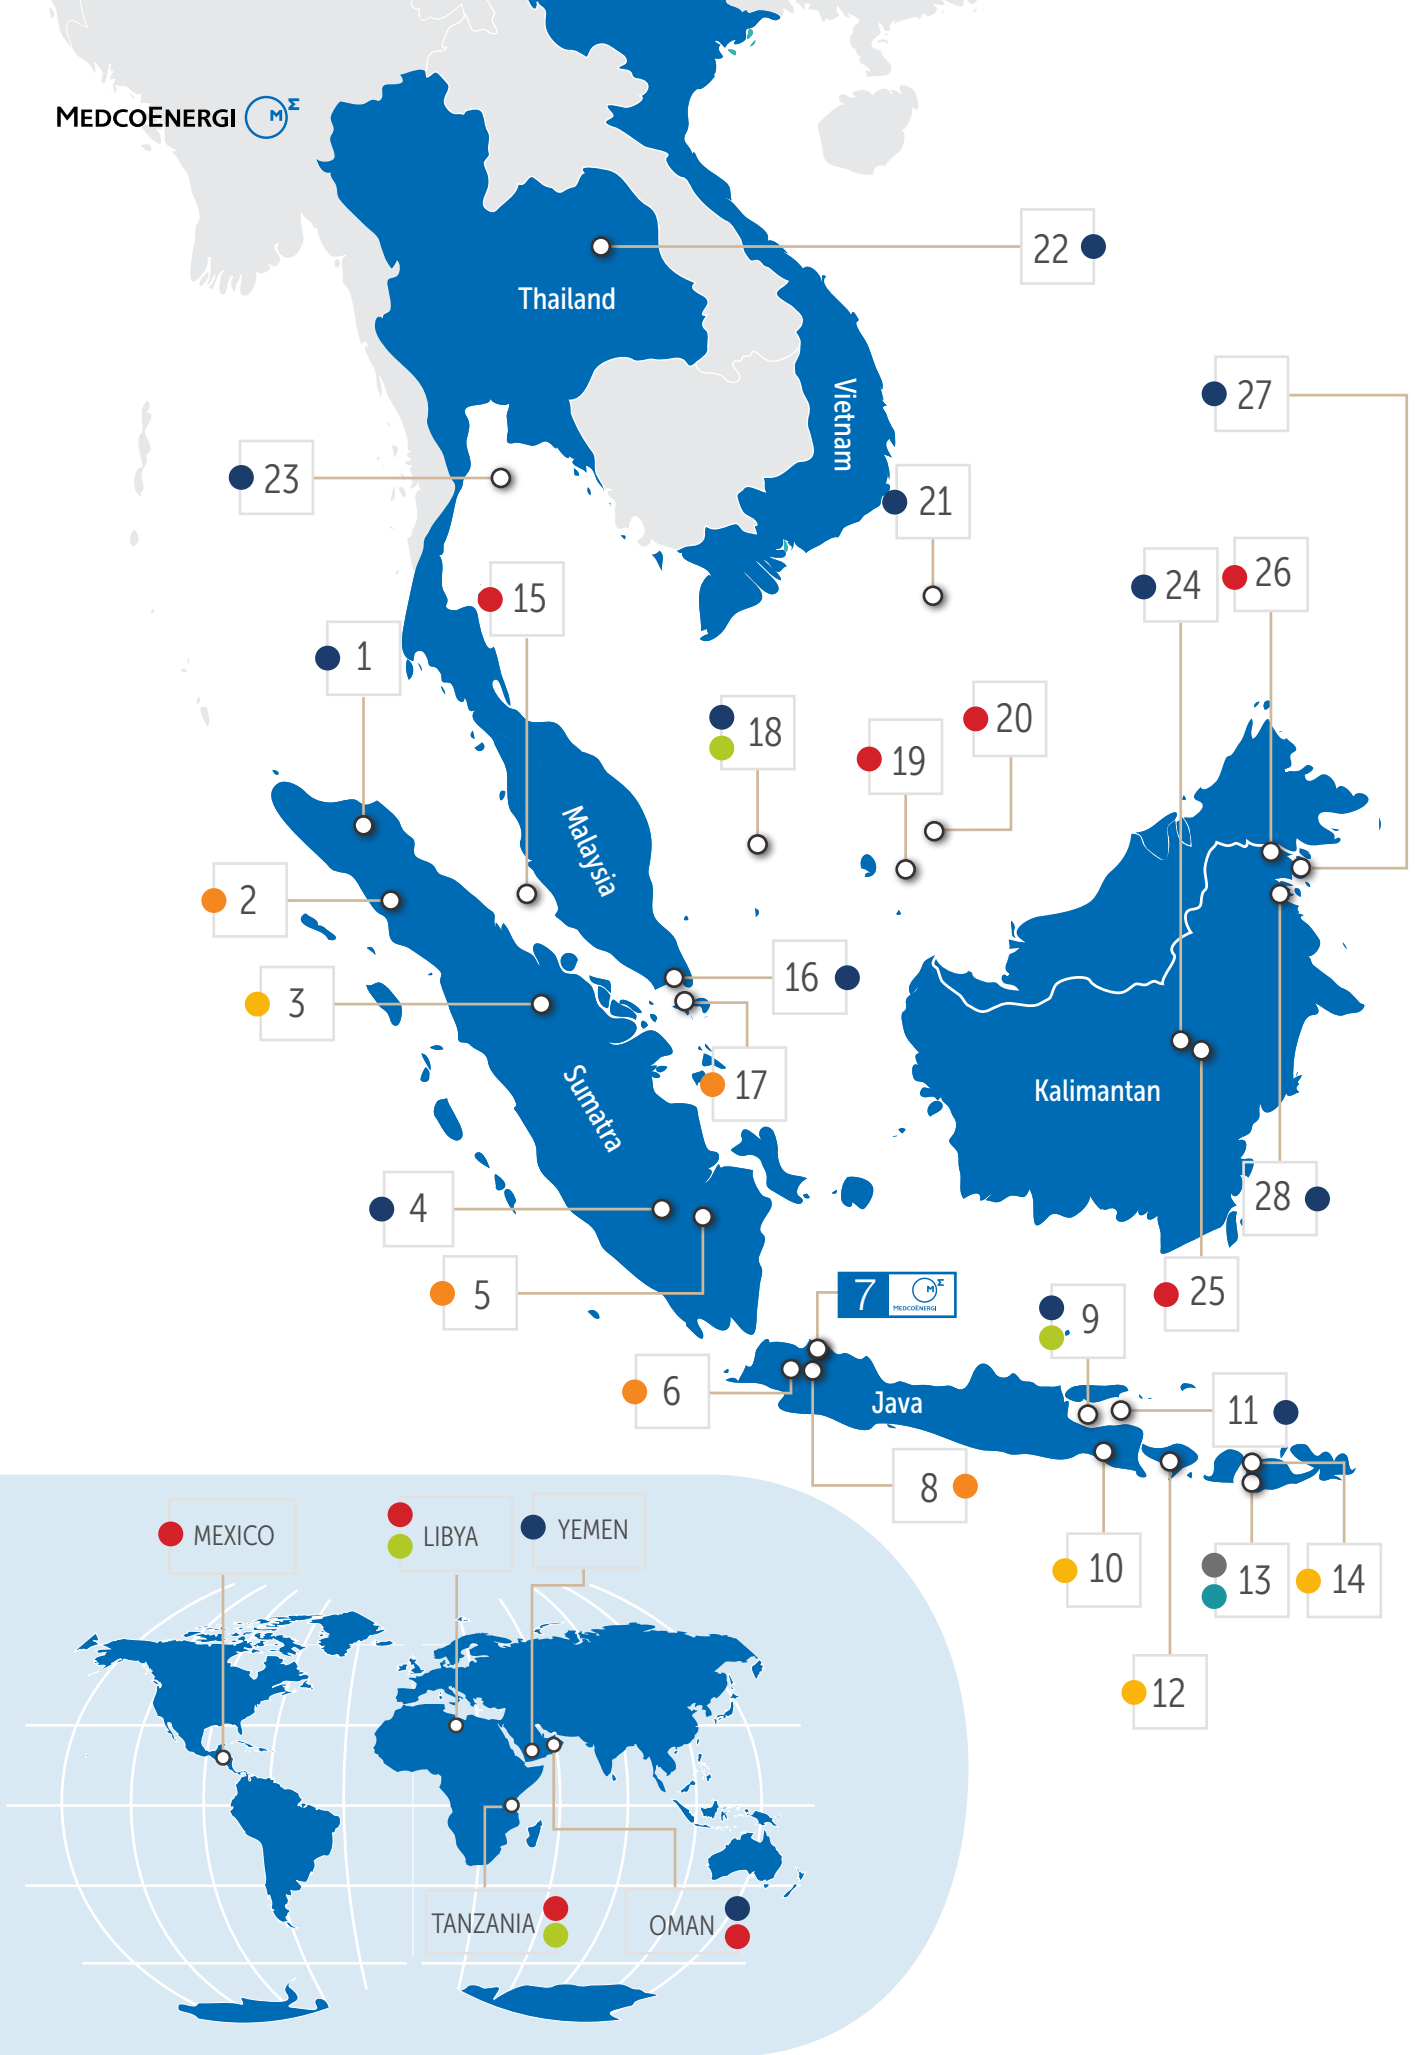 MEDCOENERGI
M
Σ
22
Thailand
27
Vietnam
23
21
26
24
15
1
20
18
19
Malaysia
2
16
3
17
Sumatra
Kalimantan
28
4
25
5
7
M
Σ
MEDCOENERGI
9
6
Java
11
8
10
13
14
12
MEXICO
LIBYA
YEMEN
TANZANIA
OMAN